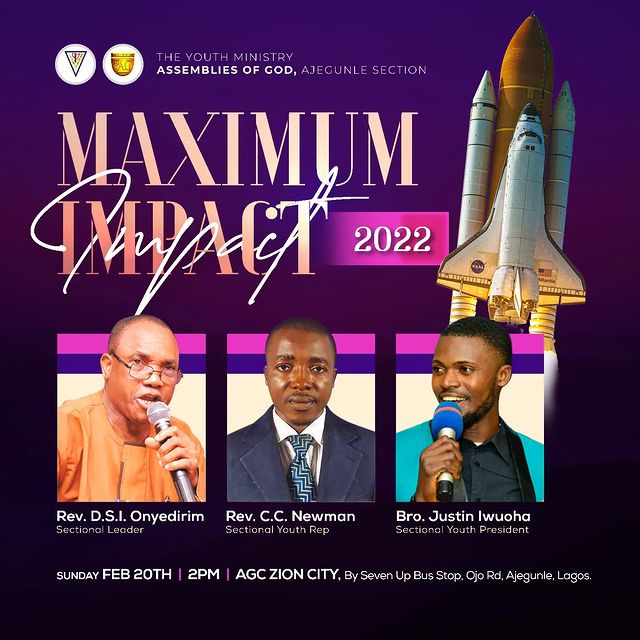 THE YOUTH MINISTRY
ASSEMBLIES OF GOD, AJEGUNLE SECTION
MAXIMUM
IMPACT
Impact
2022
NASA
Atlantis
Rev. D.S.I. Onyedirim
Sectional Leader
Rev. C.C. Newman
Sectional Youth Rep
Bro. Justin Iwuoha
Sectional Youth President
SUNDAY FEB 20TH | 2PM | AGC ZION CITY, By Seven Up Bus Stop, Ojo Rd, Ajegunle, Lagos.